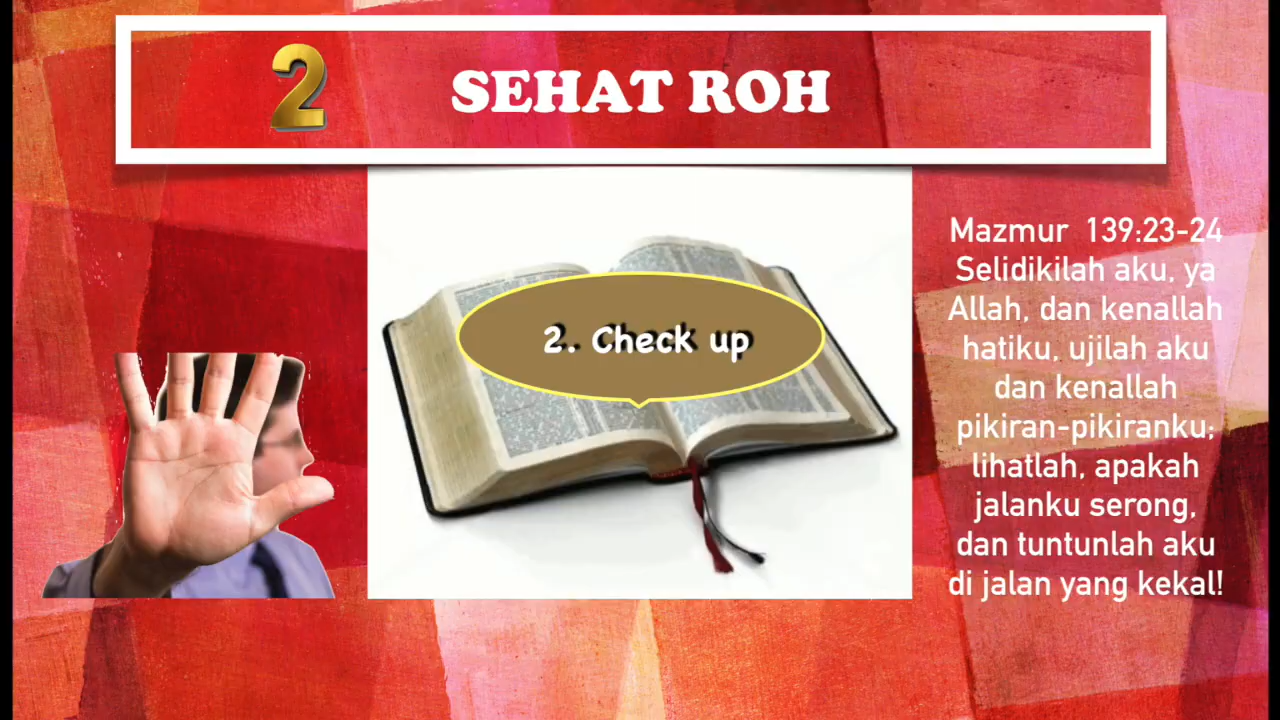 2 SEHAT ROH
2. Check up
Mazmur 139:23-24
Selidikilah aku, ya
Allah, dan kenallah
hatiku, ujilah aku
dan kenallah
pikiran-pikiranku;
lihatlah, apakah
jalanku serong,
dan tuntunlah aku
di jalan yang kekal!